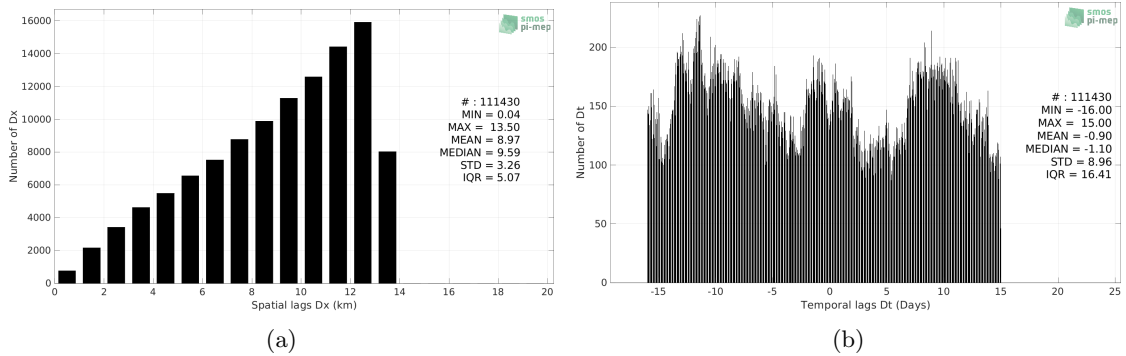 smos
pi-mep
16000
14000
12000
10000
8000
6000
4000
2000
0
Number of Dx
# : 111430
MIN = 0.04
MAX = 13.50
MEAN = 8.97
MEDIAN = 9.59
STD = 3.26
IQR = 5.07
0 2 4 6 8 10 12 14 16 18 20
Spatial lags Dx (km)
(a)
smos
pi-mep
200
150
100
50
0
Number of Dt
# : 111430
MIN = -16.00
MAX = 15.00
MEAN = -0.90
MEDIAN = -1.10
STD = 8.96
IQR = 16.41
-15 -10 -5 0 5 10 15 20 25
Temporal lags Dt (Days)
(b)